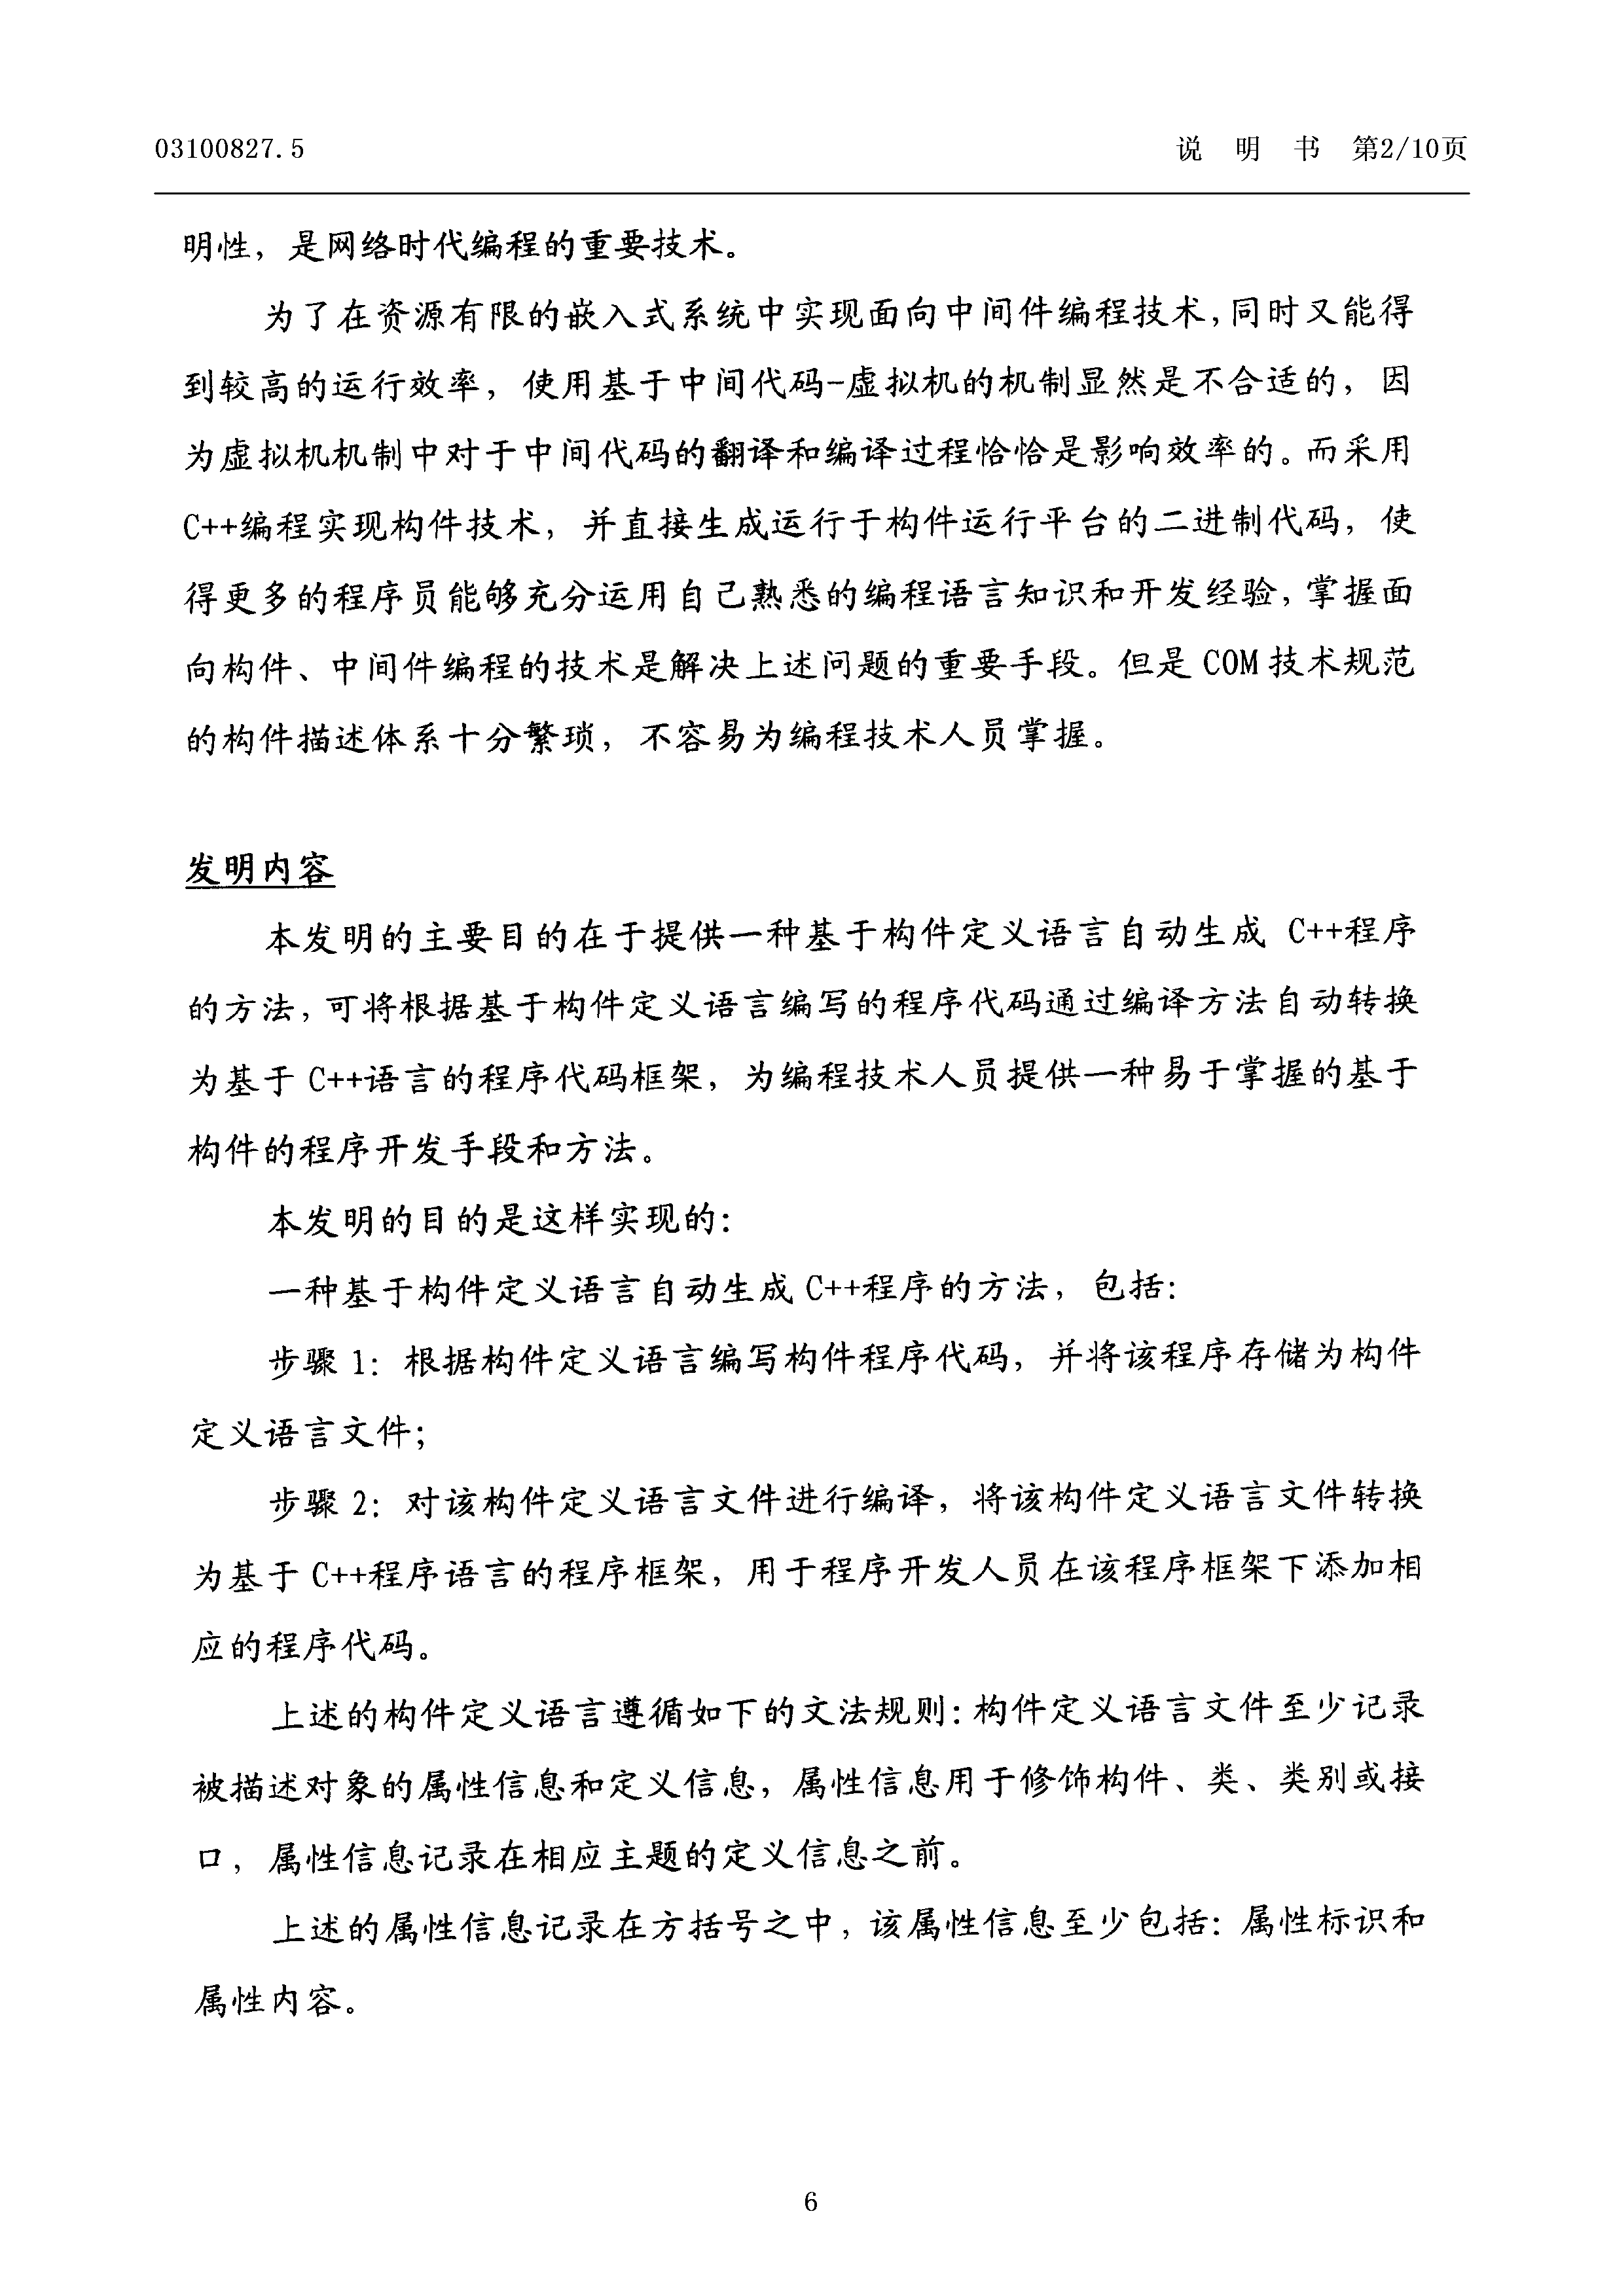 03100827.5 说 明 书 第2/10页
明性，是网络时代编程的重要技术。
为了在资源有限的嵌入式系统中实现面向中间件编程技术，同时又能得
到较高的运行效率，使用基于中间代码-虚拟机的机制显然是不合适的，因
为虚拟机机制中对于中间代码的翻译和编译过程恰恰是影响效率的。而采用
C++编程实现构件技术，并直接生成运行于构件运行平台的二进制代码，使
得更多的程序员能够充分运用自己熟悉的编程语言知识和开发经验，掌握面
向构件、中间件编程的技术是解决上述问题的重要手段。但是 COM 技术规范
的构件描述体系十分繁琐，不容易为编程技术人员掌握。
发明内容
本发明的主要目的在于提供一种基于构件定义语言自动生成 C++程序
的方法，可将根据基于构件定义语言编写的程序代码通过编译方法自动转换
为基于 C++语言的程序代码框架，为编程技术人员提供一种易于掌握的基于
构件的程序开发手段和方法。
本发明的目的是这样实现的：
一种基于构件定义语言自动生成 C++程序的方法，包括：
步骤 1：根据构件定义语言编写构件程序代码，并将该程序存储为构件
定义语言文件；
步骤 2：对该构件定义语言文件进行编译，将该构件定义语言文件转换
为基于 C++程序语言的程序框架，用于程序开发人员在该程序框架下添加相
应的程序代码。
上述的构件定义语言遵循如下的文法规则：构件定义语言文件至少记录
被描述对象的属性信息和定义信息，属性信息用于修饰构件、类、类别或接
口，属性信息记录在相应主题的定义信息之前。
上述的属性信息记录在方括号之中，该属性信息至少包括：属性标识和
属性内容。
6